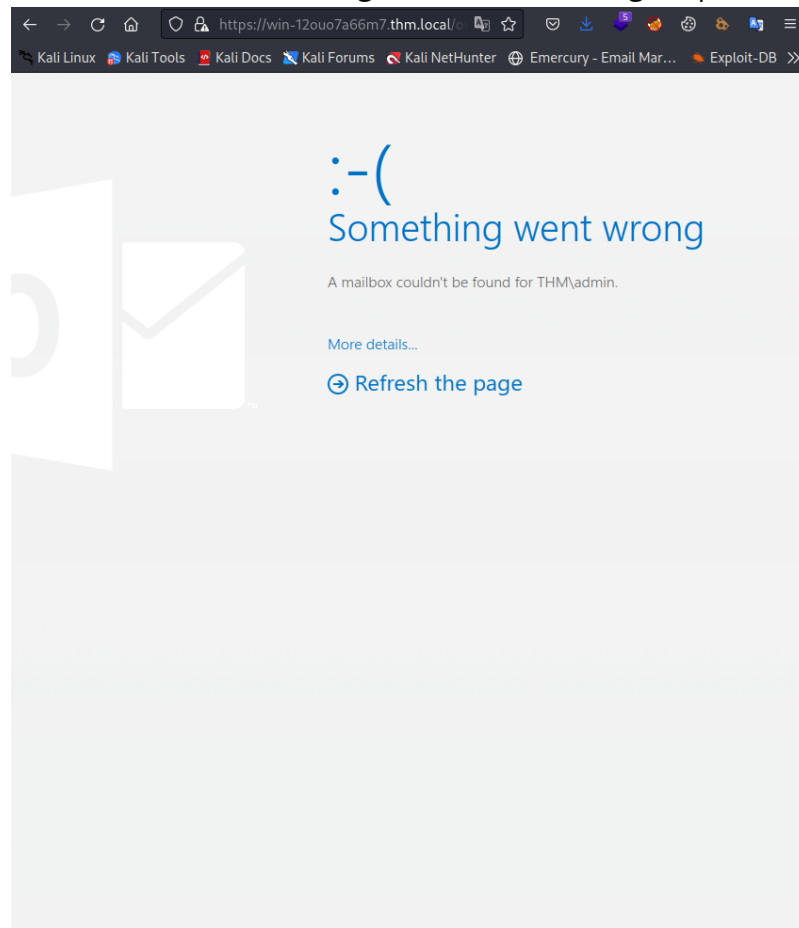 https://win-12ouo7a66m7.thm.local/o
Kali Linux Kali Tools Kali Docs Kali Forums Kali NetHunter Emercury - Email Mar... Exploit-DB
:-(
Something went wrong
A mailbox couldn't be found for THM\admin.
More details...
Refresh the page